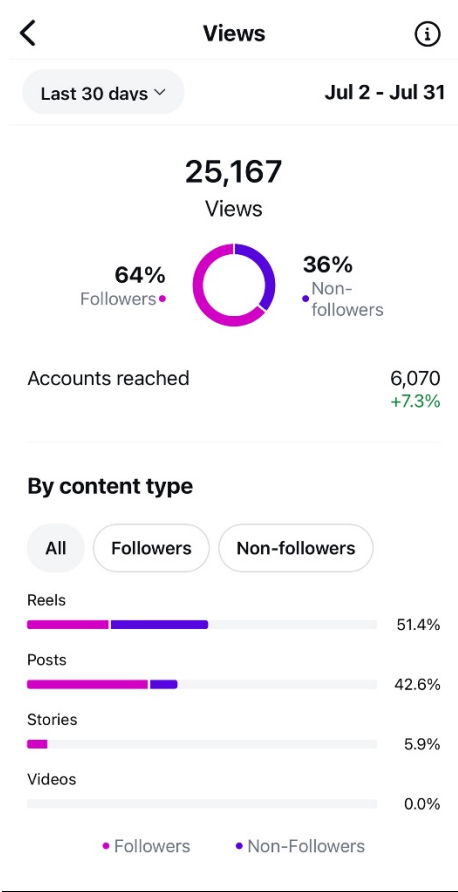 Views
Last 30 days
Jul 2 - Jul 31
25,167
Views
64%
Followers
36%
Non-
followers
Accounts reached
6,070
+7.3%
By content type
All
Followers
Non-followers
Reels
51.4%
Posts
42.6%
Stories
5.9%
Videos
0.0%
Followers
Non-Followers